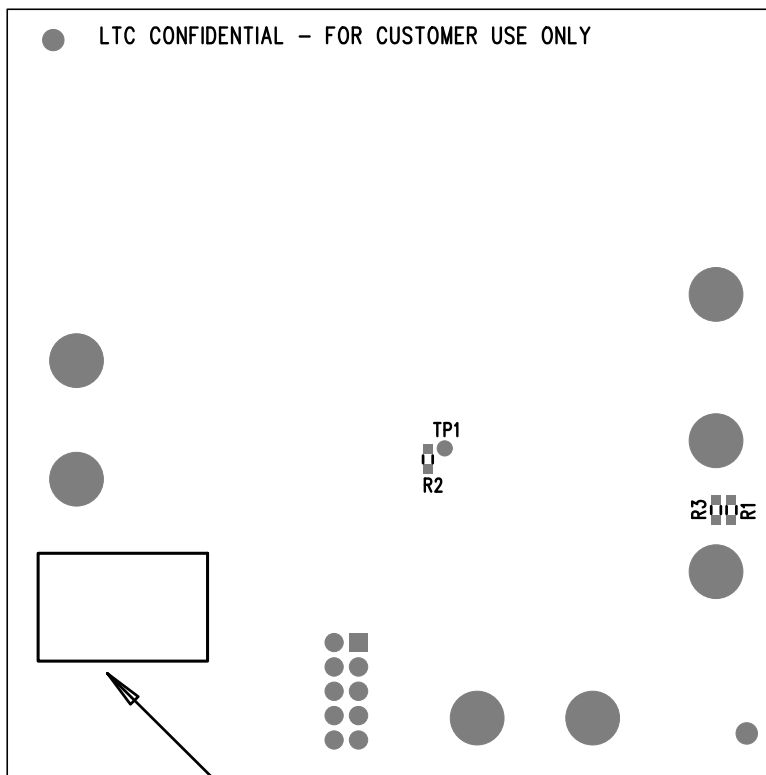 LTC CONFIDENTIAL – FOR CUSTOMER USE ONLY
TP1
R2
R3
R1